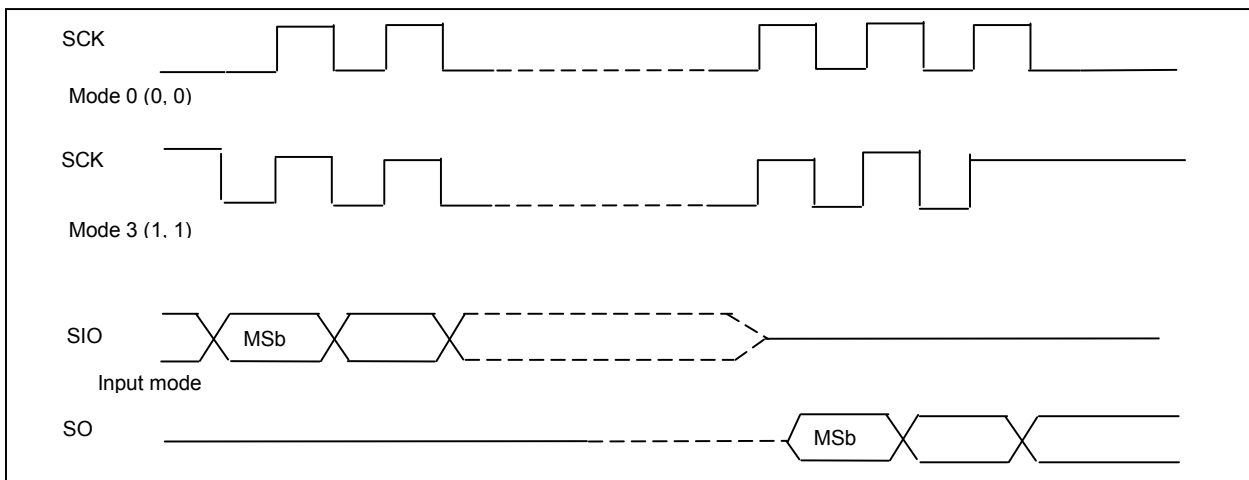 SCK
Mode 0 (0, 0)
SCK
Mode 3 (1, 1)
SIO
MSb
Input mode
SO
MSb